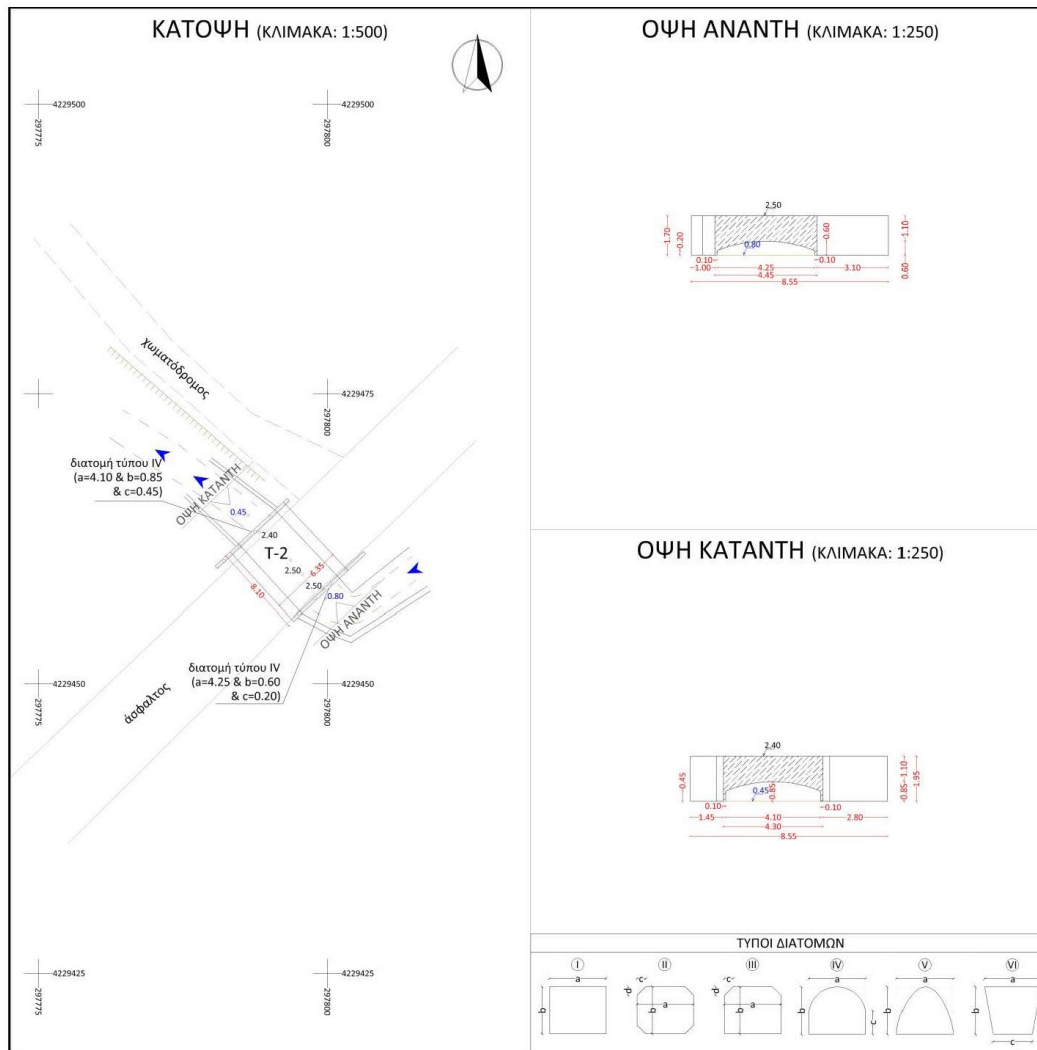 ΚΑΤΟΨΗ (ΚΛΙΜΑΚΑ: 1:500)
4229500
4229500
297775
297800
χωματόδρομος
4229475
297800
διατομή τύπου IV
(a=4.10 & b=0.85
& c=0.45)
ΟΨΗ ΚΑΤΑΝΤΗ
0.45
2.40
T-2
2.50
6.35
2.50
8.10
0.80
ΟΨΗ ΑΝΑΝΤΗ
διατομή τύπου IV
(a=4.25 & b=0.60
& c=0.20)
άσφαλτος
4229450
4229450
297775
297800
4229425
4229425
297775
297800
ΟΨΗ ΑΝΑΝΤΗ (ΚΛΙΜΑΚΑ: 1:250)
2.50
1.70
0.20
0.60
1.10
0.80
0.10
0.10
1.00
4.25
3.10
0.60
4.45
8.55
ΟΨΗ ΚΑΤΑΝΤΗ (ΚΛΙΜΑΚΑ: 1:250)
2.40
0.45
0.45
0.85
0.85
1.10
1.95
0.10
0.10
1.45
4.10
2.80
4.30
8.55
ΤΥΠΟΙ ΔΙΑΤΟΜΩΝ
I II III IV V VI
a
b
c
d
b
a
c
d
b
a
a
b
c
a
b
a
b
c